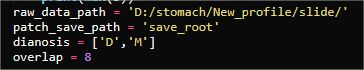 raw_data_path = 'D:/stomach/New_profile/slide/'
patch_save_path = 'save_root'
dianosis = ['D','M']
overlap = 8